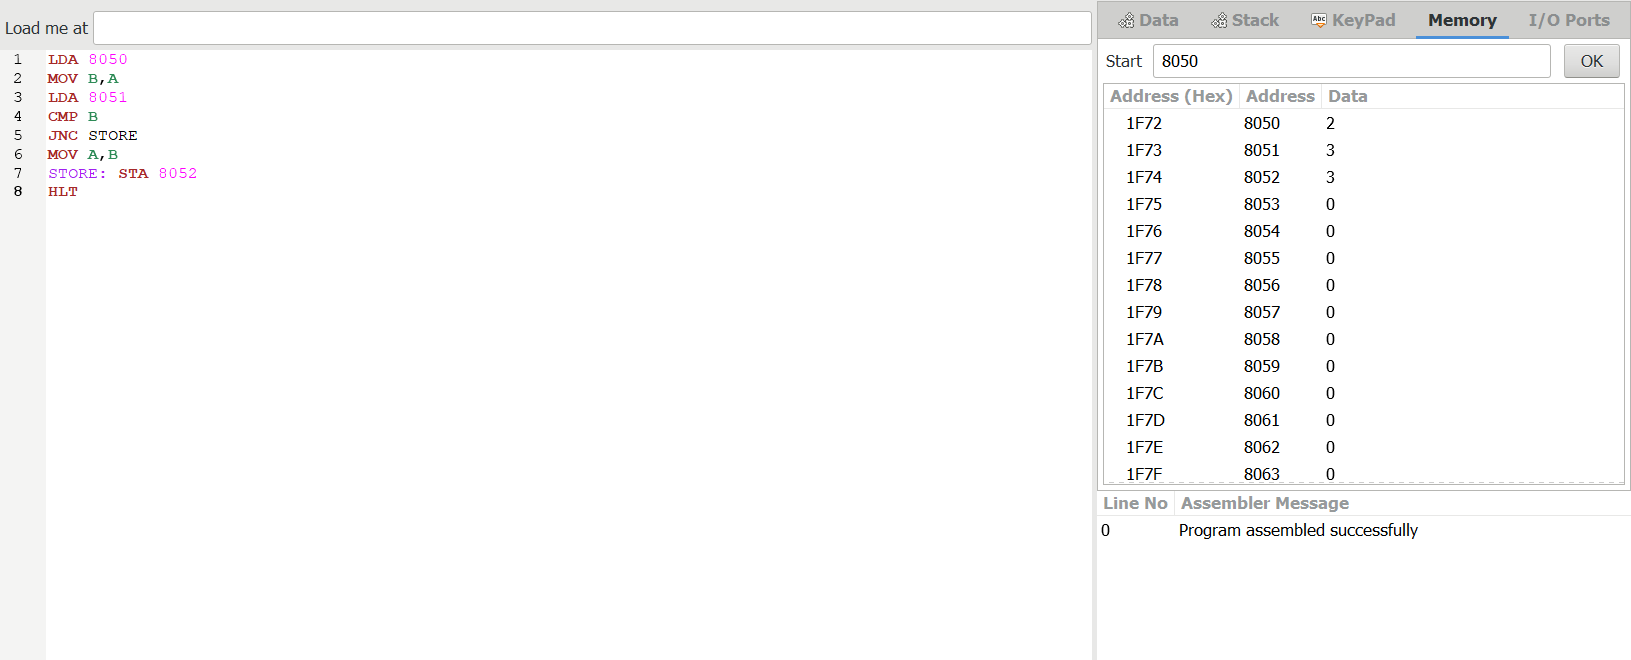 Load me at
1 LDA 8050
2 MOV B,A
3 LDA 8051
4 CMP B
5 JNC STORE
6 MOV A,B
7 STORE: STA 8052
8 HLT
Data Stack Abc KeyPad Memory I/O Ports
Start 8050 OK
Address (Hex) Address Data
1F72 8050 2
1F73 8051 3
1F74 8052 3
1F75 8053 0
1F76 8054 0
1F77 8055 0
1F78 8056 0
1F79 8057 0
1F7A 8058 0
1F7B 8059 0
1F7C 8060 0
1F7D 8061 0
1F7E 8062 0
1F7F 8063 0
Line No Assembler Message
0 Program assembled successfully